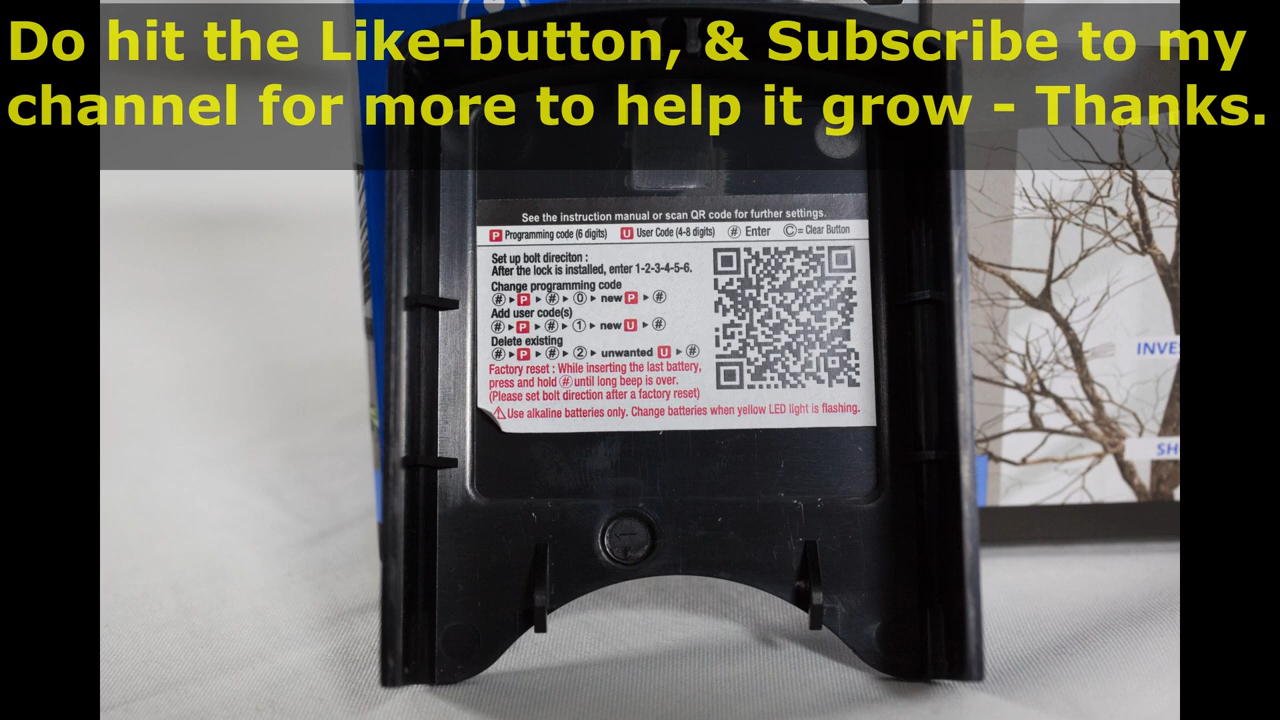 Do hit the Like-button, & Subscribe to my
channel for more to help it grow - Thanks.
See the instruction manual or scan QR code for further settings.
P Programming code (6 digits) U User Code (4-8 digits) # Enter C = Clear Button
Set up bolt direciton :
After the lock is installed, enter 1-2-3-4-5-6.
Change programming code
# ▸ P ▸ # ▸ 0 ▸ new P ▸ #
Add user code(s)
# ▸ P ▸ # ▸ 1 ▸ new U ▸ #
Delete existing
# ▸ P ▸ # ▸ 2 ▸ unwanted U ▸ #
Factory reset : While inserting the last battery,
press and hold # until long beep is over.
(Please set bolt direction after a factory reset)
⚠Use alkaline batteries only. Change batteries when yellow LED light is flashing.
INVES
SH